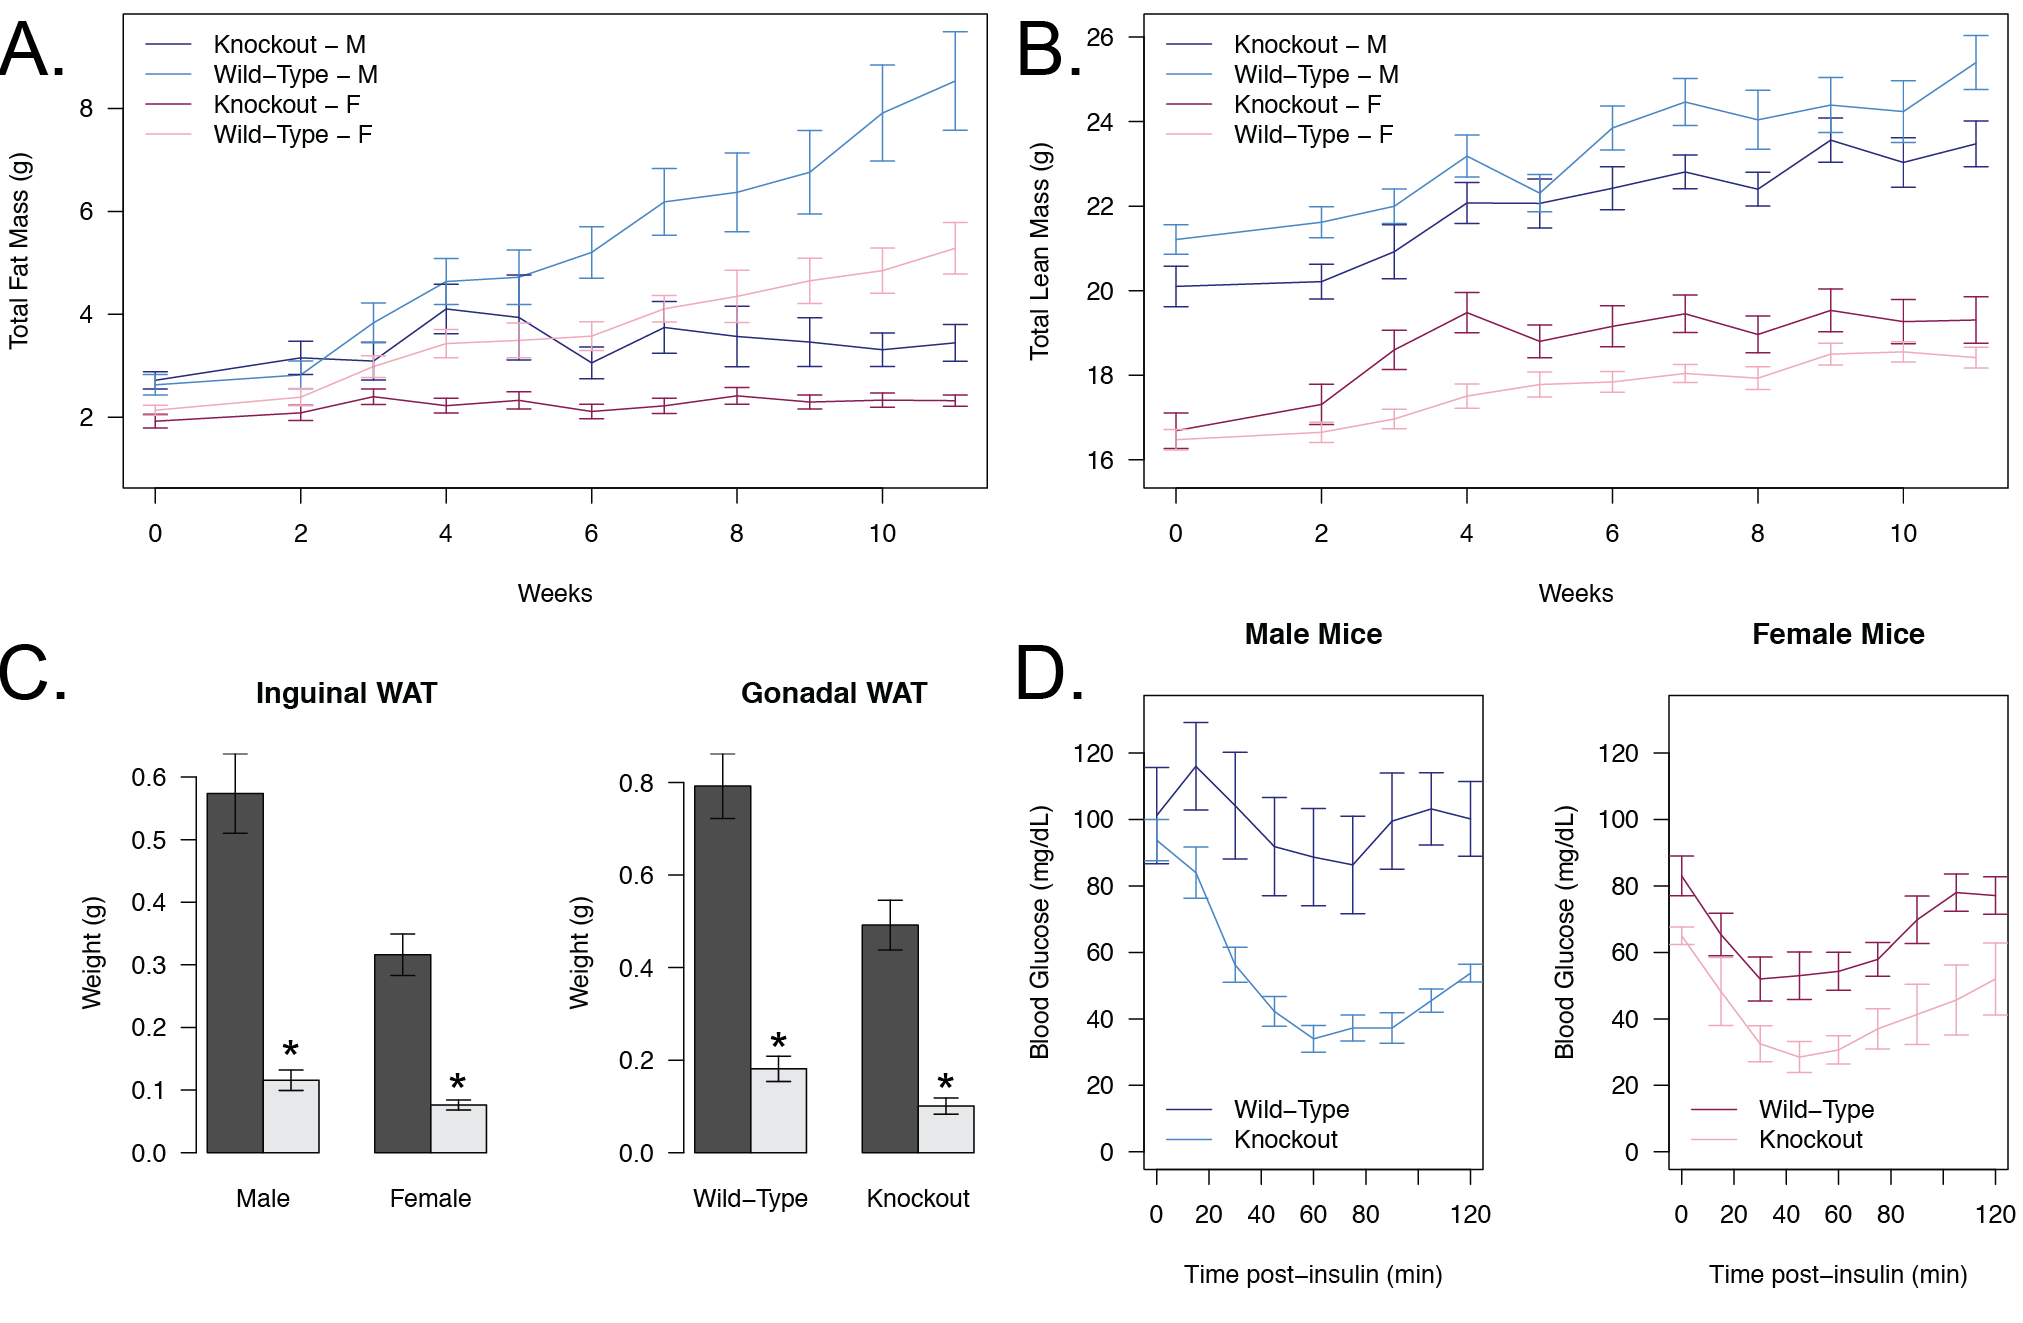 A.
Knockout – M
Wild–Type – M
Knockout – F
Wild–Type – F
Total Fat Mass (g)
8
6
4
2
0 2 4 6 8 10
Weeks
B.
Knockout – M
Wild–Type – M
Knockout – F
Wild–Type – F
Total Lean Mass (g)
26
24
22
20
18
16
0 2 4 6 8 10
Weeks
C.
Inguinal WAT
Weight (g)
0.6
0.5
0.4
0.3
0.2
0.1
0.0
*
*
Male Female
Gonadal WAT
Weight (g)
0.8
0.6
0.4
0.2
0.0
*
*
Wild–Type Knockout
D.
Male Mice
Blood Glucose (mg/dL)
120
100
80
60
40
20
0
Wild–Type
Knockout
0 20 40 60 80 120
Time post–insulin (min)
Female Mice
Blood Glucose (mg/dL)
120
100
80
60
40
20
0
Wild–Type
Knockout
0 20 40 60 80 120
Time post–insulin (min)